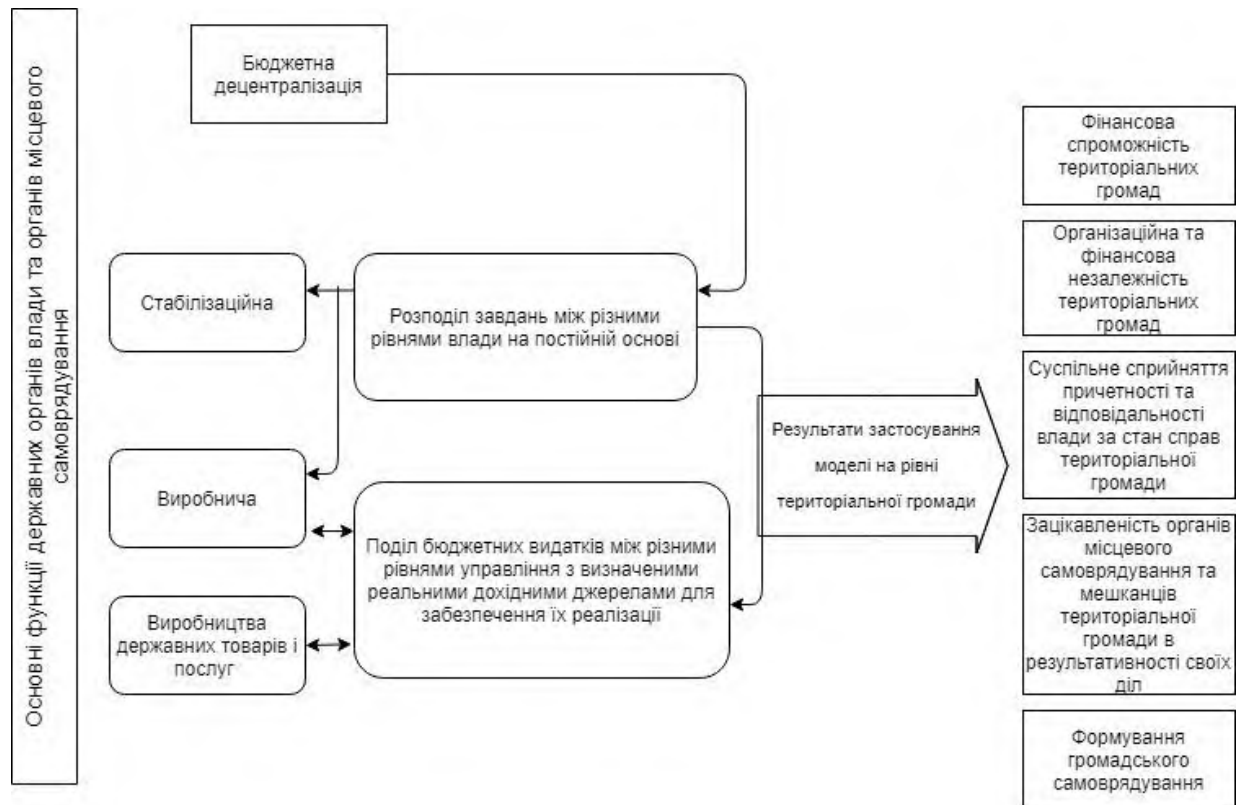 Основні функції державних органів влади та органів місцевого
самоврядування
Бюджетна
децентралізація
Стабілізаційна
Виробнича
Виробництва
державних товарів і
послуг
Розподіл завдань між різними
рівнями влади на постійній основі
Поділ бюджетних видатків між різними
рівнями управління з визначеними
реальними дохідними джерелами для
забезпечення їх реалізації
Результати застосування
моделі на рівні
територіальної громади
Фінансова
спроможність
територіальних
громад
Організаційна та
фінансова
незалежність
територіальних
громад
Суспільне сприйняття
причетності та
відповідальності
влади за стан справ
територіальної
громади
Зацікавленість органів
місцевого
самоврядування та
мешканців
територіальної
громади в
результативності своїх
діл
Формування
громадського
самоврядування